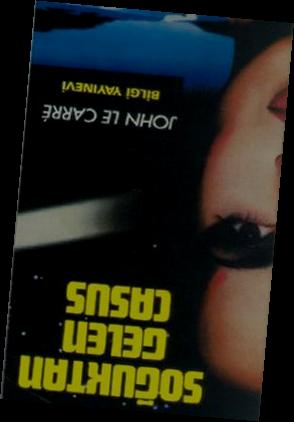 SOĞUKTAN
GELEN
CASUS
JOHN LE CARRÉ
BİLGİ YAYINEVİ